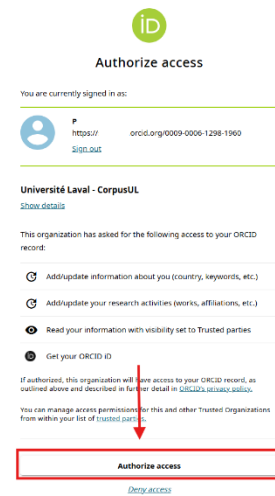 iD
Authorize access
You are currently signed in as:
P
https:// orcid.org/0009-0006-1298-1960
Sign out
Université Laval - CorpusUL
Show details
This organization has asked for the following access to your ORCID
record:
Add/update information about you (country, keywords, etc.)
Add/update your research activities (works, affiliations, etc.)
Read your information with visibility set to Trusted parties
iD Get your ORCID iD
If authorized, this organization will have access to your ORCID record, as
outlined above and described in further detail in ORCID's privacy policy.
You can manage access permissions for this and other Trusted Organizations
from within your list of trusted parties.
Authorize access
Deny access